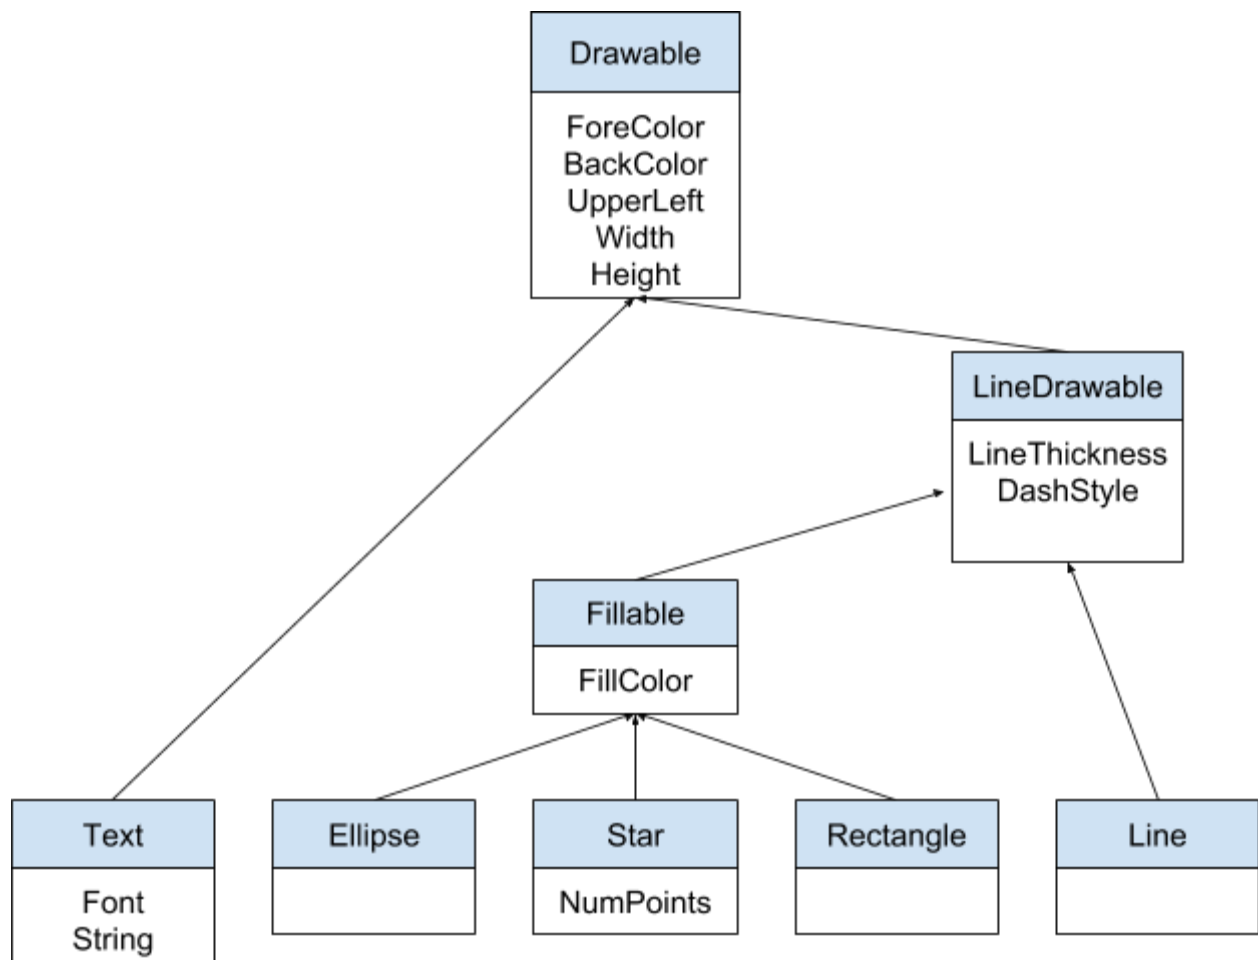 Drawable
ForeColor
BackColor
UpperLeft
Width
Height
LineDrawable
LineThickness
DashStyle
Fillable
FillColor
Text
Font
String
Ellipse
Star
NumPoints
Rectangle
Line